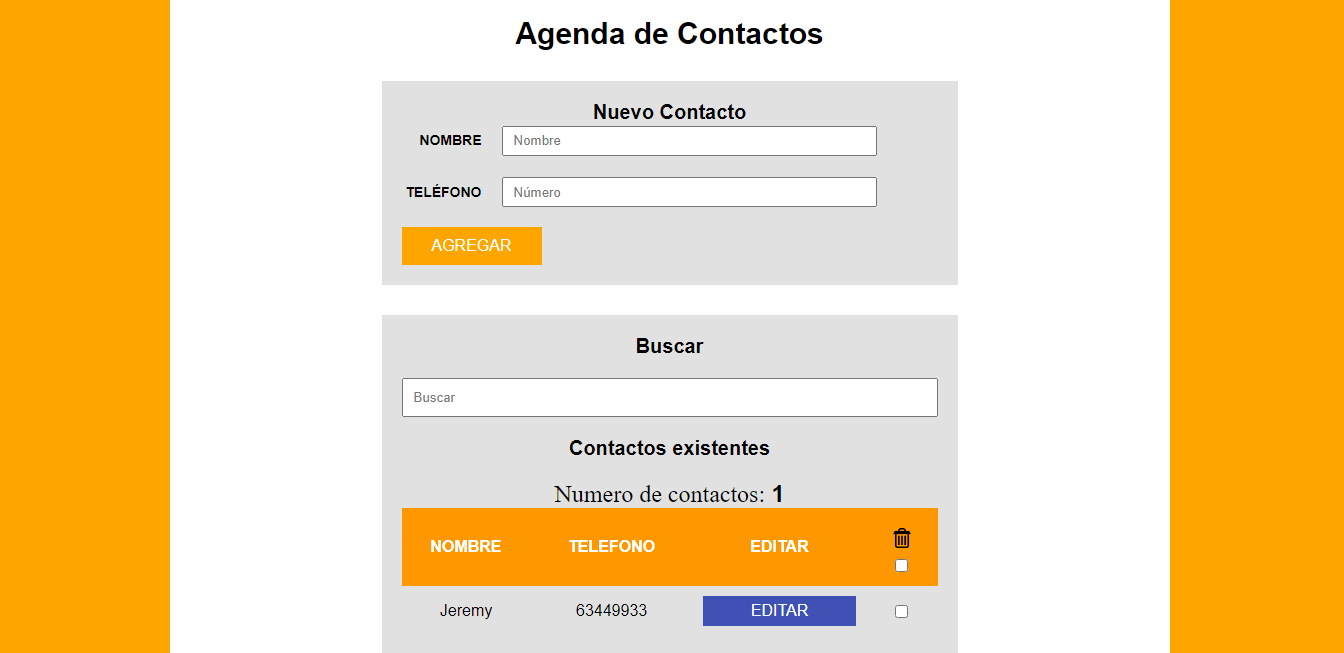 Agenda de Contactos
Nuevo Contacto
NOMBRE Nombre
TELÉFONO Número
AGREGAR
Buscar
Buscar
Contactos existentes
Numero de contactos: 1
NOMBRE TELEFONO EDITAR
Jeremy 63449933 EDITAR